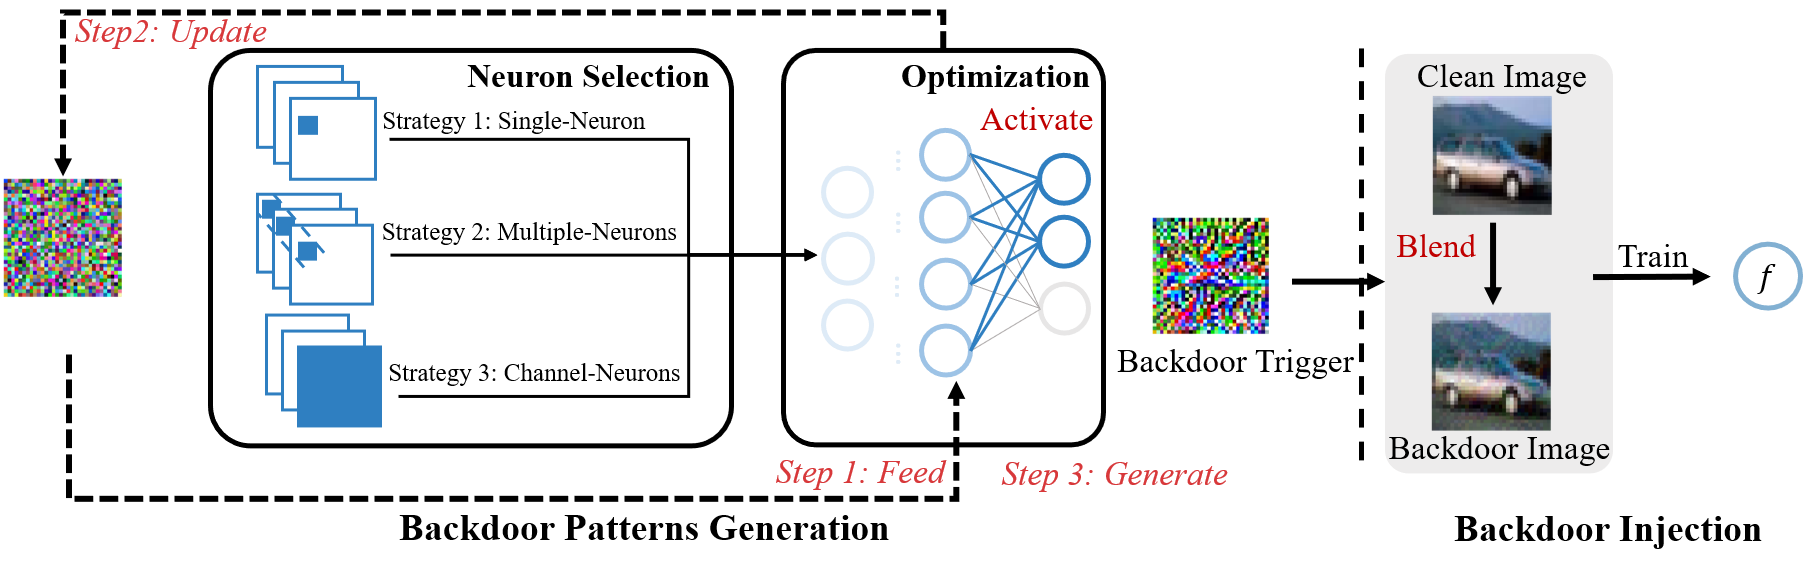 Step2: Update
Neuron Selection
Strategy 1: Single-Neuron
Strategy 2: Multiple-Neurons
Strategy 3: Channel-Neurons
Optimization
Activate
Step 1: Feed
Step 3: Generate
Backdoor Patterns Generation
Backdoor Trigger
Clean Image
Blend
Backdoor Image
Train
f
Backdoor Injection